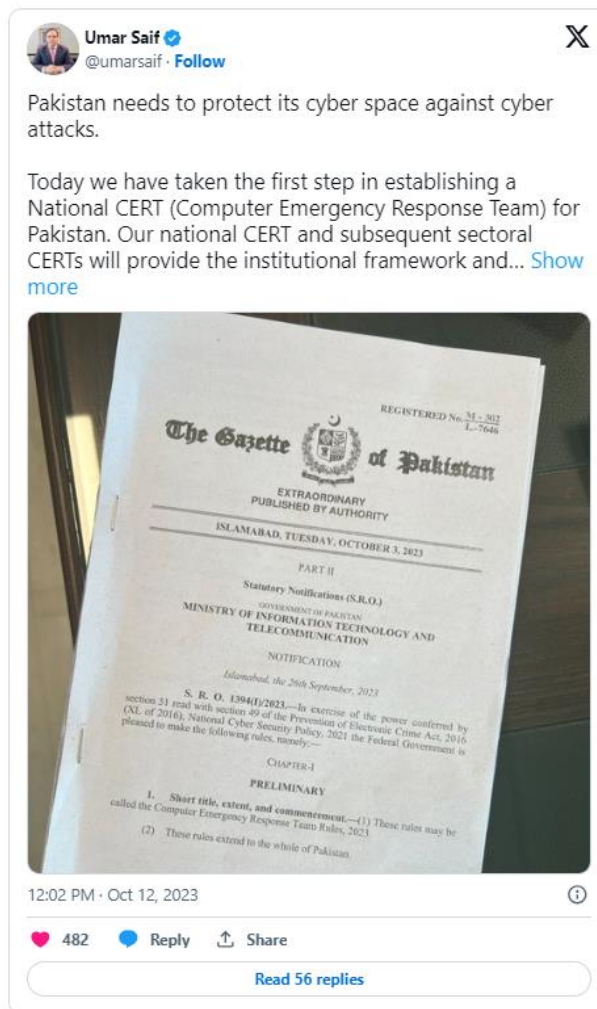 Umar Saif
@umarsaif · Follow
X
Pakistan needs to protect its cyber space against cyber
attacks.
Today we have taken the first step in establishing a
National CERT (Computer Emergency Response Team) for
Pakistan. Our national CERT and subsequent sectoral
CERTs will provide the institutional framework and... Show
more
REGISTERED No. M - 302
L.-7646
The Gazette of Pakistan
EXTRAORDINARY
PUBLISHED BY AUTHORITY
ISLAMABAD, TUESDAY, OCTOBER 3, 2023
PART II
Statutory Notifications (S.R.O.)
GOVERNMENT OF PAKISTAN
MINISTRY OF INFORMATION TECHNOLOGY AND
TELECOMMUNICATION
NOTIFICATION
Islamabad, the 26th September, 2023
S. R. O. 1394(I)/2023.—In exercise of the power conferred by
section 51 read with section 49 of the Prevention of Electronic Crime Act, 2016
(XL of 2016), National Cyber Security Policy, 2021 the Federal Government is
pleased to make the following rules, namely:—
CHAPTER-I
PRELIMINARY
1. Short title, extent, and commencement.—(1) These rules may be
called the Computer Emergency Response Team Rules, 2023
(2) These rules extend to the whole of Pakistan
12:02 PM · Oct 12, 2023
482
Reply
Share
Read 56 replies